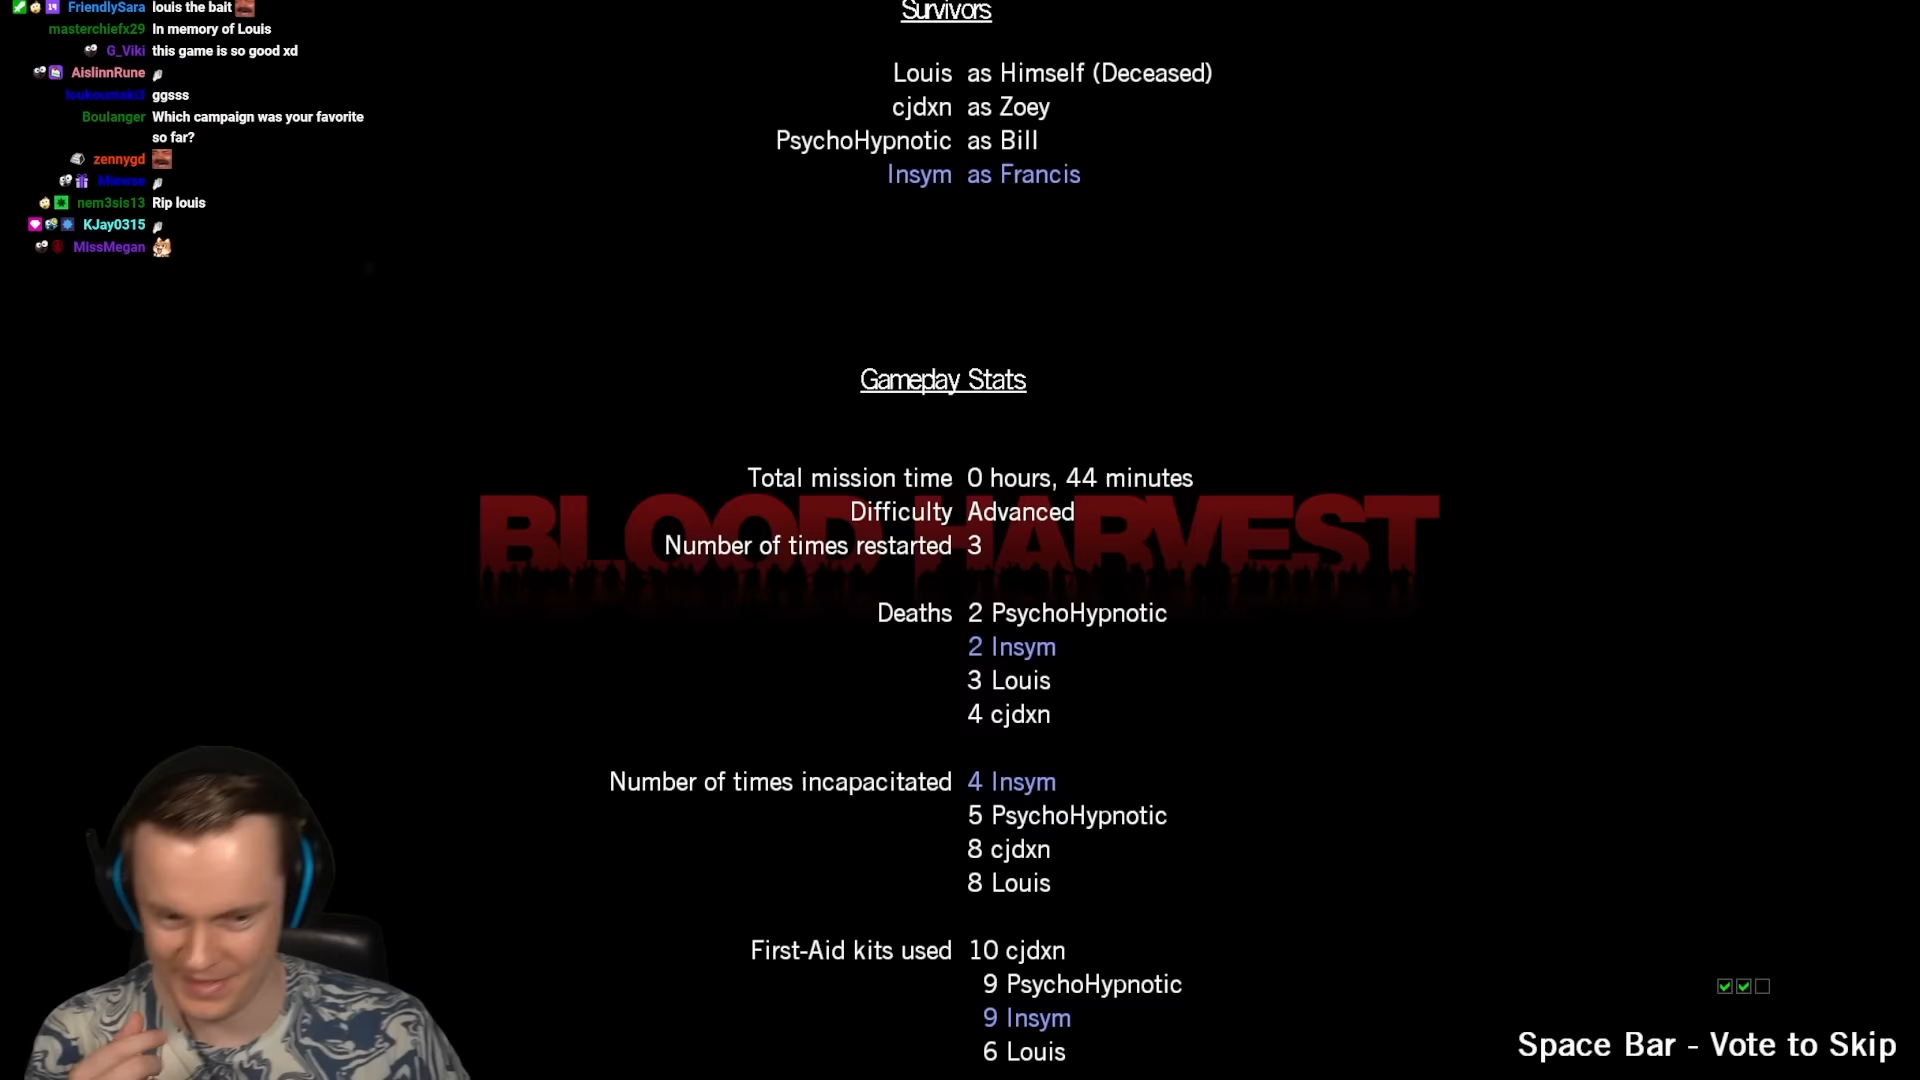 FriendlySara louis the bait
masterchiefx29 In memory of Louis
G_Viki this game is so good xd
AislinnRune
loukoumaki3 ggsss
Boulanger Which campaign was your favorite
so far?
zennygd
nem3sis13 Rip louis
KJay0315
MissMegan
Survivors
Louis as Himself (Deceased)
cjdxn as Zoey
PsychoHypnotic as Bill
Insym as Francis
Gameplay Stats
BLOOD HARVEST
Total mission time 0 hours, 44 minutes
Difficulty Advanced
Number of times restarted 3
Deaths 2 PsychoHypnotic
2 Insym
3 Louis
4 cjdxn
Number of times incapacitated 4 Insym
5 PsychoHypnotic
8 cjdxn
8 Louis
First-Aid kits used 10 cjdxn
9 PsychoHypnotic
9 Insym
6 Louis
Space Bar - Vote to Skip